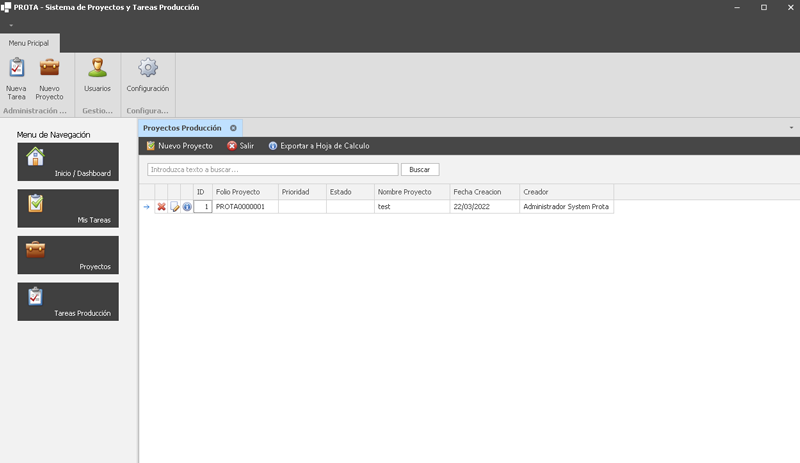 PROTA - Sistema de Proyectos y Tareas Producción
Menu Pricipal
Nueva Tarea
Nuevo Proyecto
Usuarios
Configuración
Administración ...
Gestio...
Configura...
Menu de Navegación
Inicio / Dashboard
Mis Tareas
Proyectos
Tareas Producción
Proyectos Producción
Nuevo Proyecto Salir Exportar a Hoja de Calculo
Introduzca texto a buscar... Buscar
ID Folio Proyecto Prioridad Estado Nombre Proyecto Fecha Creacion Creador
1 PROTA0000001 test 22/03/2022 Administrador System Prota